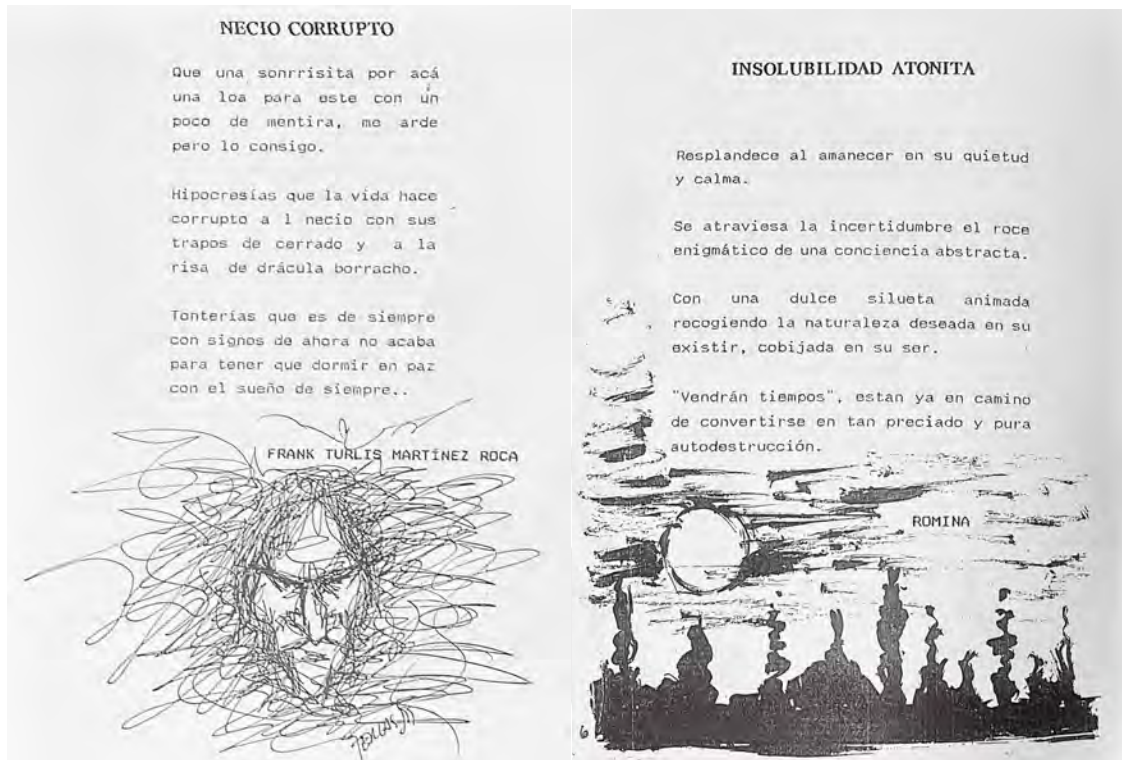 NECIO CORRUPTO
Que una sonrrisita por acá
una loa para este con un
poco de mentira, me arde
pero lo consigo.
Hipocresías que la vida hace
corrupto a l necio con sus
trapos de cerrado y a la
risa de drácula borracho.
Tonterías que es de siempre
con signos de ahora no acaba
para tener que dormir en paz
con el sueño de siempre..
FRANK TURLIS MARTÍNEZ ROCA
INSOLUBILIDAD ATONITA
Resplandece al amanecer en su quietud
y calma.
Se atraviesa la incertidumbre el roce
enigmático de una conciencia abstracta.
Con una dulce silueta animada
recogiendo la naturaleza deseada en su
existir, cobijada en su ser.
"Vendrán tiempos", estan ya en camino
de convertirse en tan preciado y pura
autodestrucción.
ROMINA
6